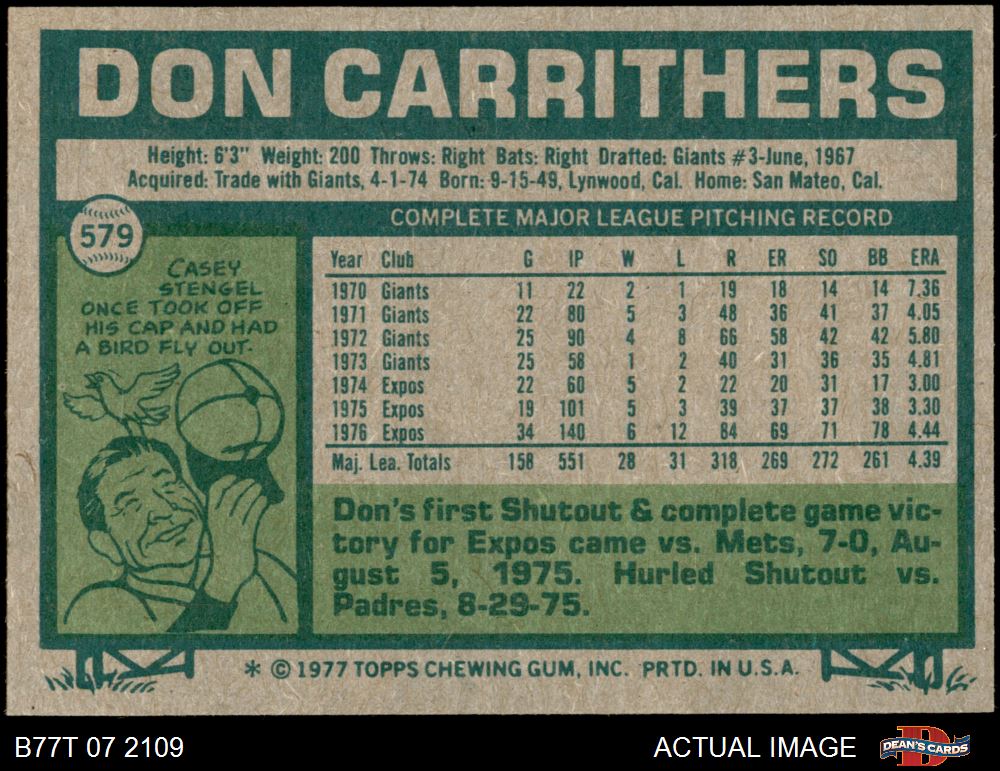 DON CARRITHERS
Height: 6'3" Weight: 200 Throws: Right Bats: Right Drafted: Giants #3-June, 1967
Acquired: Trade with Giants, 4-1-74 Born: 9-15-49, Lynwood, Cal. Home: San Mateo, Cal.
579
CASEY
STENGEL
ONCE TOOK OFF
HIS CAP AND HAD
A BIRD FLY OUT.
COMPLETE MAJOR LEAGUE PITCHING RECORD
Year Club G IP W L R ER SO BB ERA
1970 Giants 11 22 2 1 19 18 14 14 7.36
1971 Giants 22 80 5 3 48 36 41 37 4.05
1972 Giants 25 90 4 8 66 58 42 42 5.80
1973 Giants 25 58 1 2 40 31 36 35 4.81
1974 Expos 22 60 5 2 22 20 31 17 3.00
1975 Expos 19 101 5 3 39 37 37 38 3.30
1976 Expos 34 140 6 12 84 69 71 78 4.44
Maj. Lea. Totals 158 551 28 31 318 269 272 261 4.39
Don's first Shutout & complete game vic-
tory for Expos came vs. Mets, 7-0, Au-
gust 5, 1975. Hurled Shutout vs.
Padres, 8-29-75.
* © 1977 TOPPS CHEWING GUM, INC. PRTD. IN U.S.A.
B77T 07 2109
ACTUAL IMAGE
D
DEAN'S CARDS